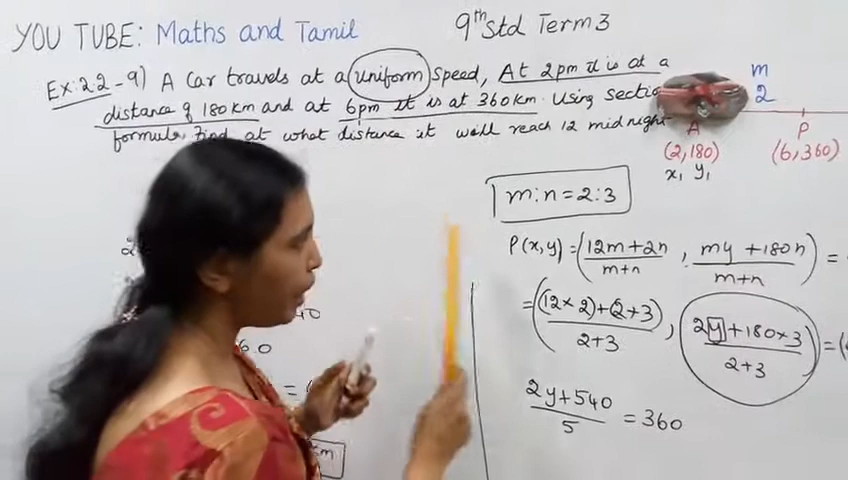 YOU TUBE: Maths and Tamil
9th Std Term 3
Ex: 2.2 - 9) A Car travels at a uniform Speed, At 2pm it is at a
distance of 180 km and at 6pm it is at 360 km. Using section
formula, find at what distance it will reach 12 midnight
m
2
A P
(2,180) (6,360)
x₁ y₁
m:n = 2:3
P(x,y) = (12m+2n / m+n , my+180n / m+n) =
= ((12×2)+(2+3) / 2+3 , 2y+180×3 / 2+3) = (
2y+540 / 5 = 360